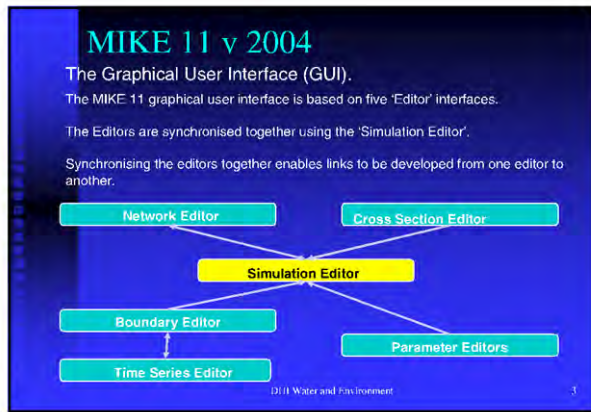 MIKE 11 v 2004
The Graphical User Interface (GUI).
The MIKE 11 graphical user interface is based on five 'Editor' interfaces.
The Editors are synchronised together using the 'Simulation Editor'.
Synchronising the editors together enables links to be developed from one editor to
another.
Network Editor
Cross Section Editor
Simulation Editor
Boundary Editor
Parameter Editors
Time Series Editor
DHI Water and Environment
3